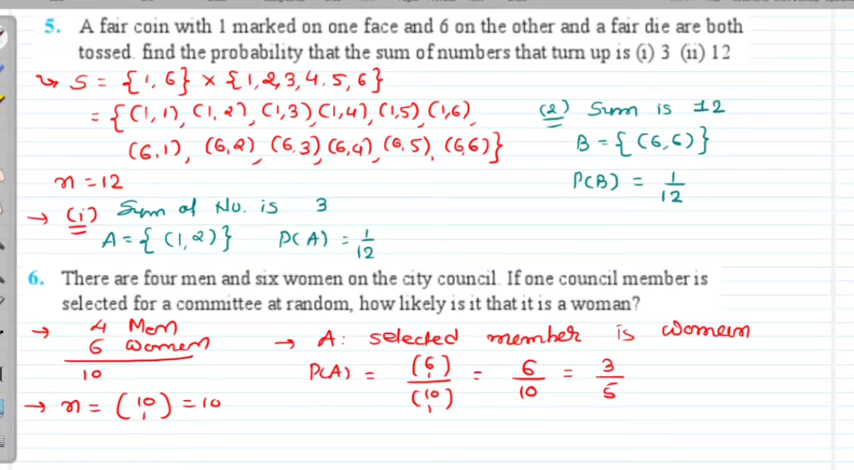 5. A fair coin with 1 marked on one face and 6 on the other and a fair die are both
tossed. find the probability that the sum of numbers that turn up is (i) 3 (ii) 12
S = {1, 6} × {1, 2, 3, 4. 5, 6}
= {(1, 1), (1, 2), (1, 3), (1, 4), (1, 5) (1, 6),
(6, 1), (6, 2), (6, 3) (6, 4), (6, 5), (6, 6)}
n = 12
→ (i) Sum of No. is 3
A = {(1, 2)} P(A) = 1/12
(2) Sum is 12
B = {(6, 6)}
P(B) = 1/12
6. There are four men and six women on the city council. If one council member is
selected for a committee at random, how likely is it that it is a woman?
→ 4 Men
6 women
10
→ n = (10 1) = 10
→ A: selected member is women
P(A) = (6 1)/(10 1) = 6/10 = 3/5